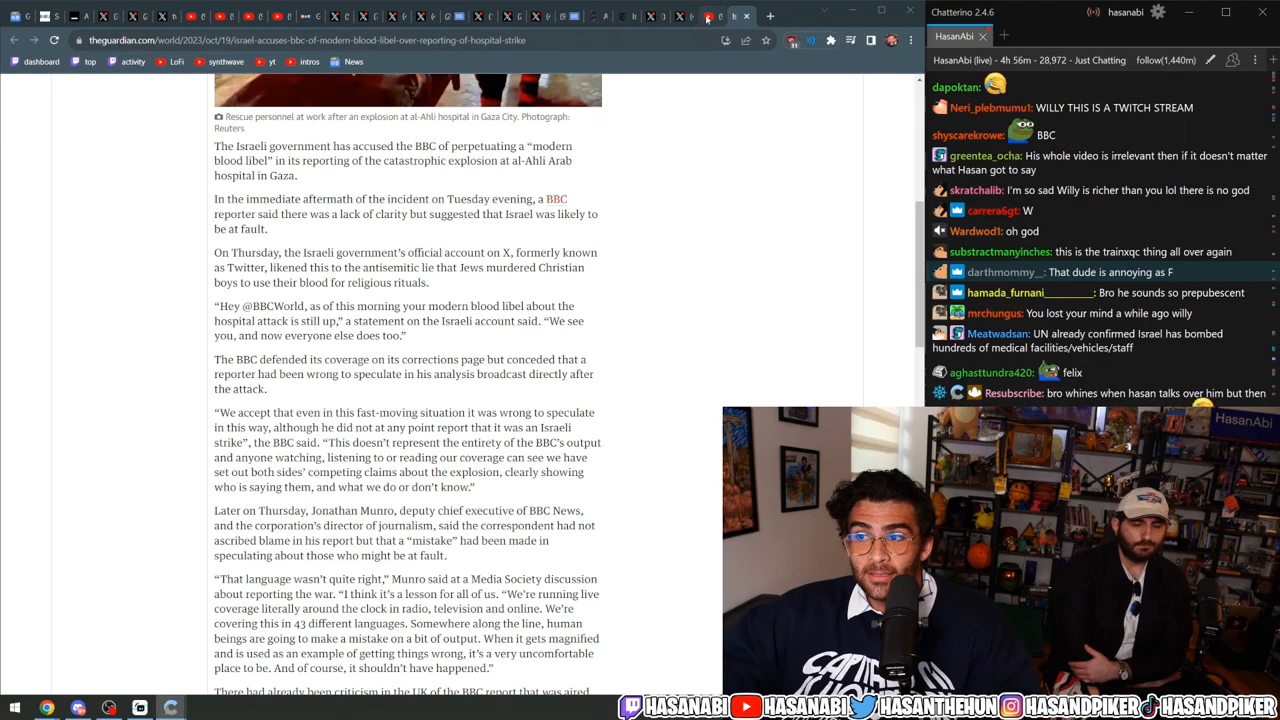 Chatterino 2.4.6
hasanabi
theguardian.com/world/2023/oct/19/israel-accuses-bbc-of-modern-blood-libel-over-reporting-of-hospital-strike
31
HasanAbi
dashboard
top
activity
LoFi
synthwave
yt
intros
News
HasanAbi (live) - 4h 56m - 28,972 - Just Chatting
follow(1,440m)
Rescue personnel at work after an explosion at al-Ahli hospital in Gaza City. Photograph:
Reuters
The Israeli government has accused the BBC of perpetuating a “modern
blood libel” in its reporting of the catastrophic explosion at al-Ahli Arab
hospital in Gaza.
In the immediate aftermath of the incident on Tuesday evening, a BBC
reporter said there was a lack of clarity but suggested that Israel was likely to
be at fault.
On Thursday, the Israeli government’s official account on X, formerly known
as Twitter, likened this to the antisemitic lie that Jews murdered Christian
boys to use their blood for religious rituals.
“Hey @BBCWorld, as of this morning your modern blood libel about the
hospital attack is still up,” a statement on the Israeli account said. “We see
you, and now everyone else does too.”
The BBC defended its coverage on its corrections page but conceded that a
reporter had been wrong to speculate in his analysis broadcast directly after
the attack.
“We accept that even in this fast-moving situation it was wrong to speculate
in this way, although he did not at any point report that it was an Israeli
strike”, the BBC said. “This doesn’t represent the entirety of the BBC’s output
and anyone watching, listening to or reading our coverage can see we have
set out both sides’ competing claims about the explosion, clearly showing
who is saying them, and what we do or don’t know.”
Later on Thursday, Jonathan Munro, deputy chief executive of BBC News,
and the corporation’s director of journalism, said the correspondent had not
ascribed blame in his report but that a “mistake” had been made in
speculating about those who might be at fault.
“That language wasn’t quite right,” Munro said at a Media Society discussion
about reporting the war. “I think it’s a lesson for all of us. “We’re running live
coverage literally around the clock in radio, television and online. We’re
covering this in 43 different languages. Somewhere along the line, human
beings are going to make a mistake on a bit of output. When it gets magnified
and is used as an example of getting things wrong, it’s a very uncomfortable
place to be. And of course, it shouldn’t have happened.”
There had already been criticism in the UK of the BBC report that was aired
dapoktan:
Neri_plebmumu1: WILLY THIS IS A TWITCH STREAM
shyscarekrowe: BBC
greentea_ocha: His whole video is irrelevant then if it doesn't matter
what Hasan got to say
skratchalib: I'm so sad Willy is richer than you lol there is no god
carrera6gt: W
Wardwod1: oh god
substractmanyinches: this is the trainxqc thing all over again
darthmommy__: That dude is annoying as F
hamada_furnani__________: Bro he sounds so prepubescent
mrchungus: You lost your mind a while ago willy
Meatwadsan: UN already confirmed Israel has bombed
hundreds of medical facilities/vehicles/staff
aghasttundra420: felix
Resubscribe: bro whines when hasan talks over him but then
HasanAbi
HASANABI
HASANABI
HASANTHEHUN
HASANDPIKER
HASANDPIKER